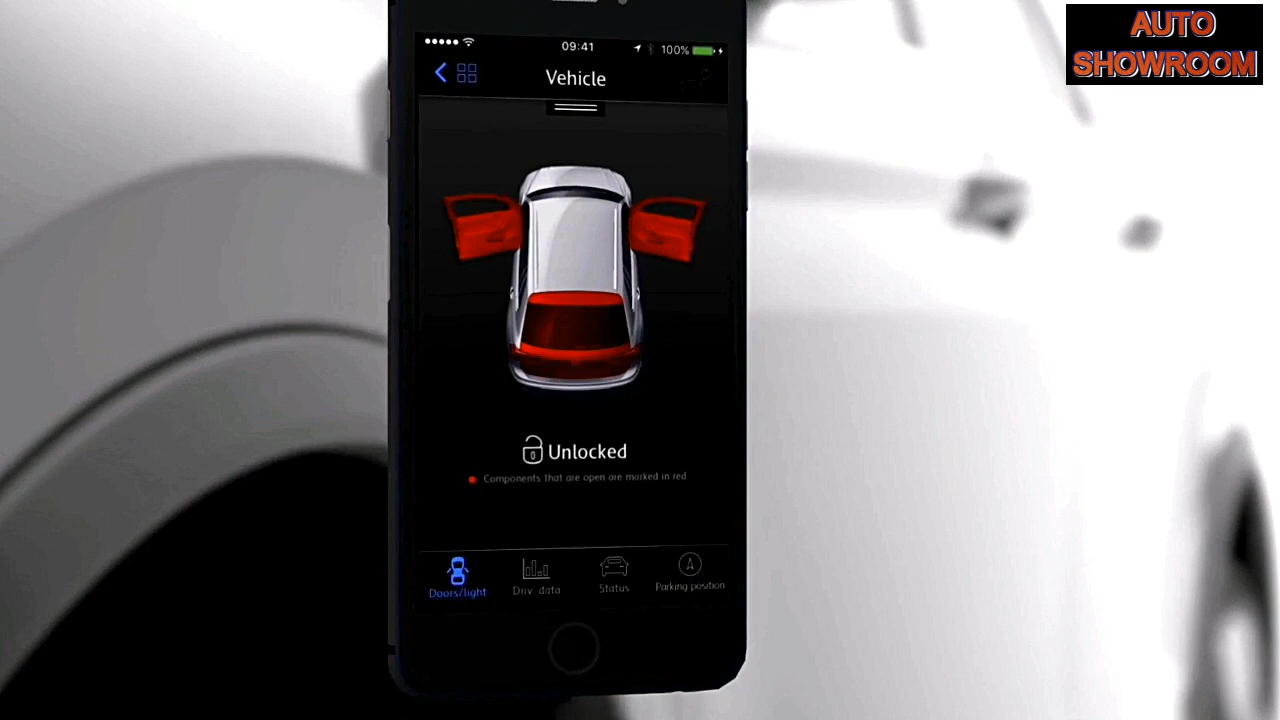 AUTO
SHOWROOM
09:41
100%
Vehicle
Unlocked
Components that are open are marked in red
Doors/light
Driv. data
Status
Parking position